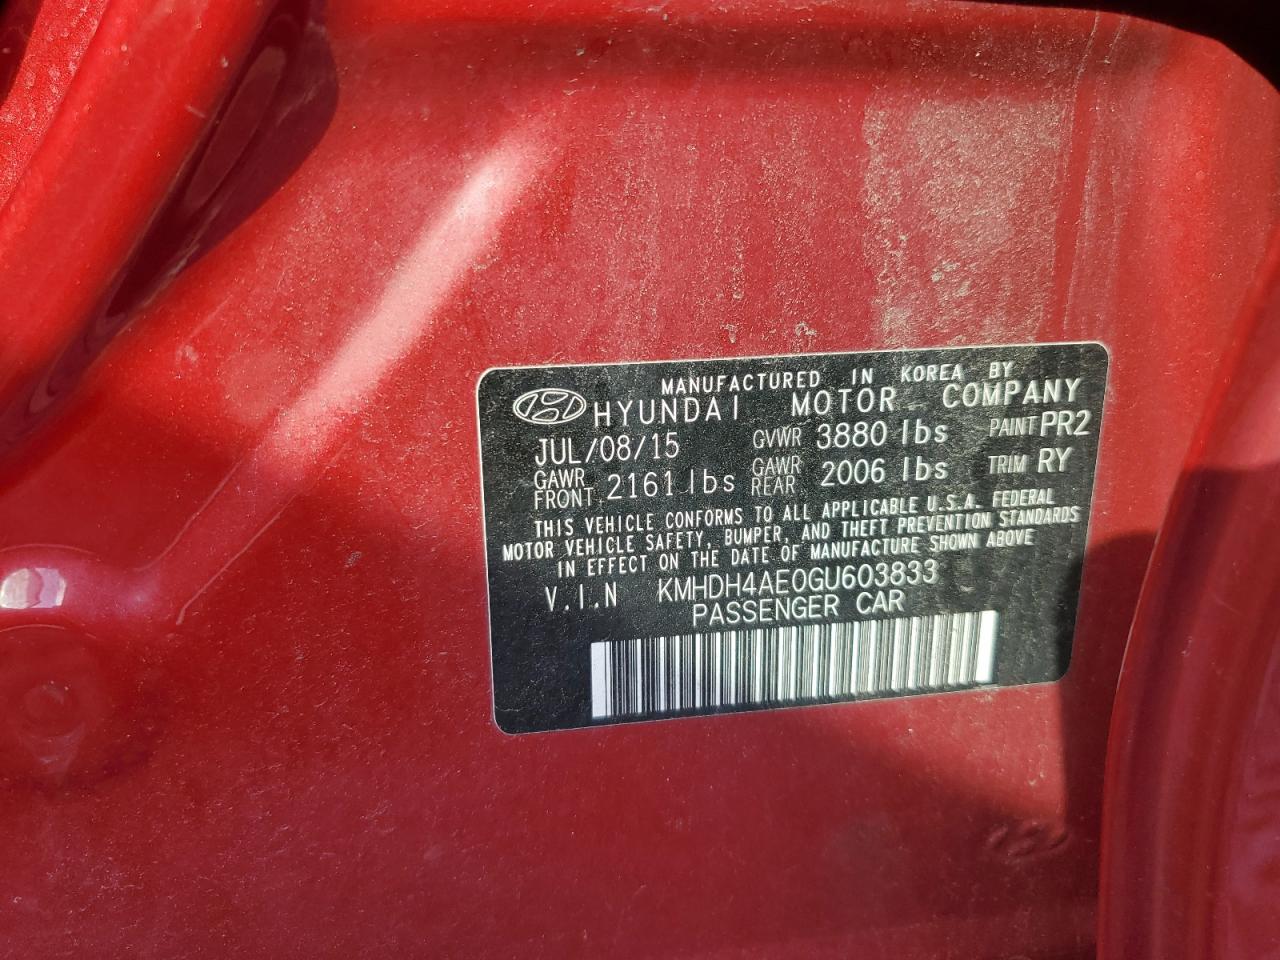 MANUFACTURED IN KOREA BY
HYUNDAI MOTOR COMPANY
JUL/08/15 GVWR 3880 lbs PAINT PR2
GAWR FRONT 2161 lbs GAWR REAR 2006 lbs TRIM RY
THIS VEHICLE CONFORMS TO ALL APPLICABLE U.S.A. FEDERAL
MOTOR VEHICLE SAFETY, BUMPER, AND THEFT PREVENTION STANDARDS
IN EFFECT ON THE DATE OF MANUFACTURE SHOWN ABOVE
V.I.N KMHDH4AE0GU603833
PASSENGER CAR